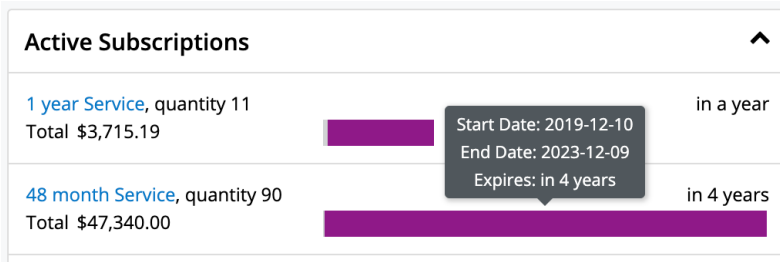 Active Subscriptions
1 year Service, quantity 11
in a year
Total $3,715.19
Start Date: 2019-12-10
End Date: 2023-12-09
Expires: in 4 years
48 month Service, quantity 90
in 4 years
Total $47,340.00